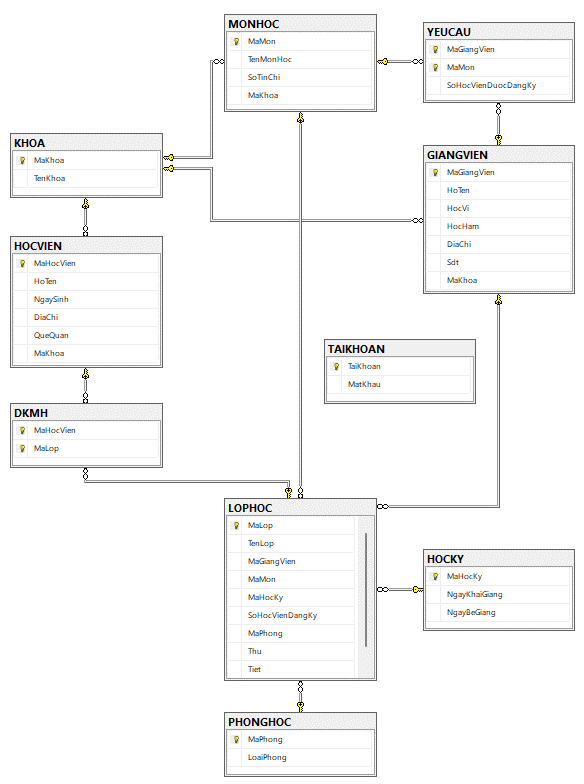 MONHOC
MaMon
TenMonHoc
SoTinChi
MaKhoa
YEUCAU
MaGiangVien
MaMon
SoHocVienDuocDangKy
KHOA
MaKhoa
TenKhoa
GIANGVIEN
MaGiangVien
HoTen
HocVi
HocHam
DiaChi
Sdt
MaKhoa
HOCVIEN
MaHocVien
HoTen
NgaySinh
DiaChi
QueQuan
MaKhoa
TAIKHOAN
TaiKhoan
MatKhau
DKMH
MaHocVien
MaLop
LOPHOC
MaLop
TenLop
MaGiangVien
MaMon
MaHocKy
SoHocVienDangKy
MaPhong
Thu
Tiet
HOCKY
MaHocKy
NgayKhaiGiang
NgayBeGiang
PHONGHOC
MaPhong
LoaiPhong